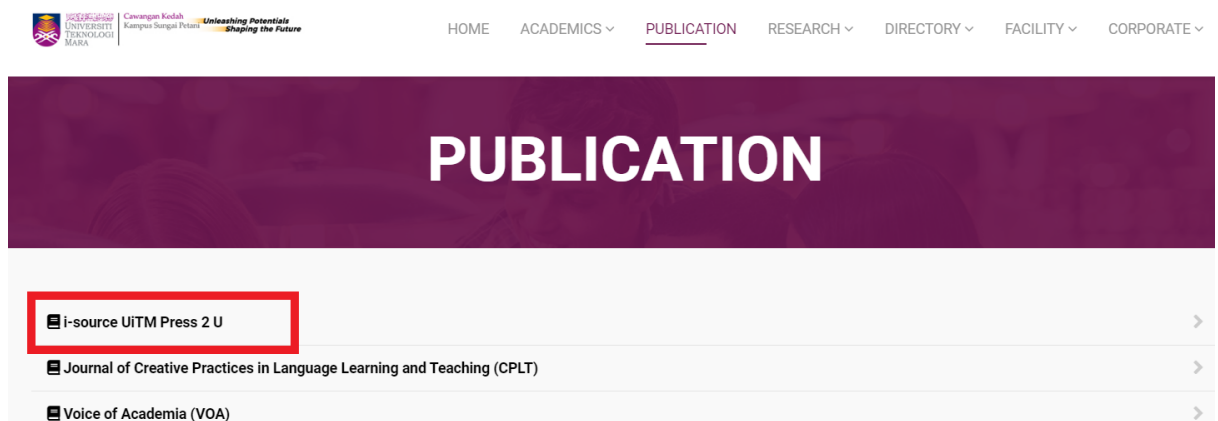 UNIVERSITI
TEKNOLOGI
MARA
Cawangan Kedah
Kampus Sungai Petani
Unleashing Potentials
Shaping the Future
HOME ACADEMICS PUBLICATION RESEARCH DIRECTORY FACILITY CORPORATE
PUBLICATION
i-source UiTM Press 2 U
Journal of Creative Practices in Language Learning and Teaching (CPLT)
Voice of Academia (VOA)